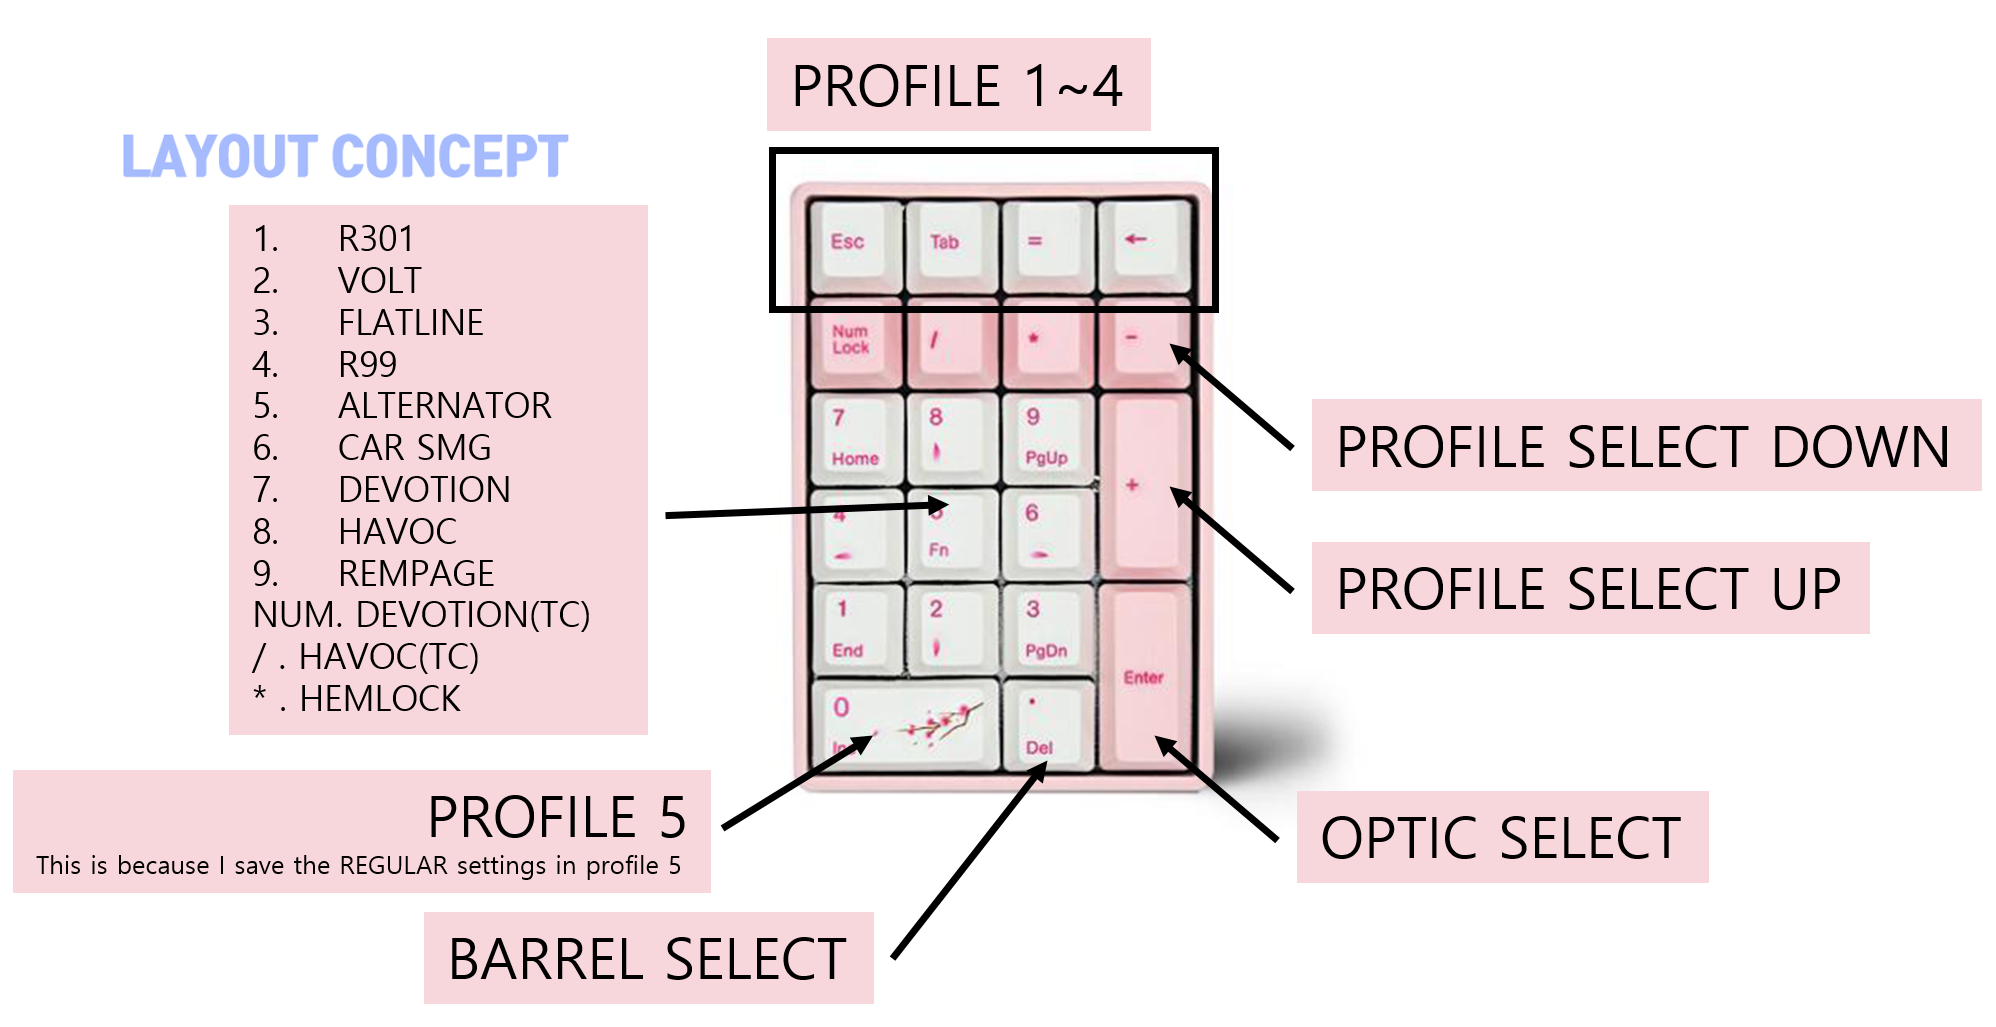 PROFILE 1~4
LAYOUT CONCEPT
1. R301
2. VOLT
3. FLATLINE
4. R99
5. ALTERNATOR
6. CAR SMG
7. DEVOTION
8. HAVOC
9. REMPAGE
NUM. DEVOTION(TC)
/ . HAVOC(TC)
* . HEMLOCK
Esc Tab = ←
Num Lock / * -
7 Home 8 9 PgUp +
4 Fn 6
1 End 2 3 PgDn Enter
0 . Del
PROFILE SELECT DOWN
PROFILE SELECT UP
OPTIC SELECT
PROFILE 5
This is because I save the REGULAR settings in profile 5
BARREL SELECT